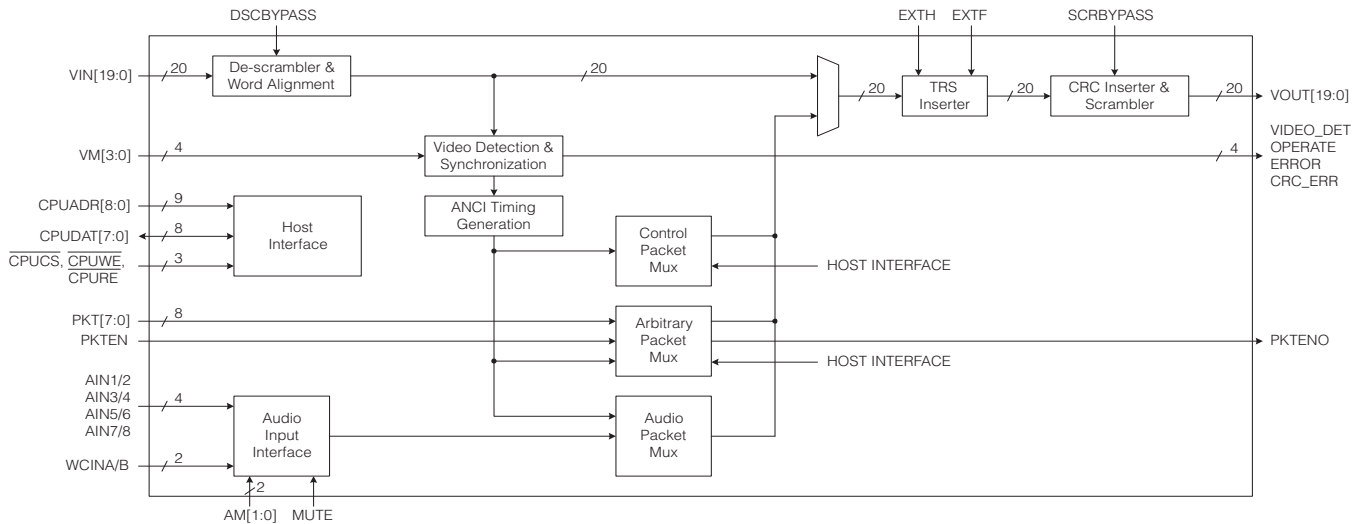 DSCBYPASS
EXTH EXTF
SCRBYPASS
VIN[19:0]
20
De-scrambler &
Word Alignment
20
20
TRS
Inserter
20
CRC Inserter &
Scrambler
20
VOUT[19:0]
VM[3:0]
4
Video Detection &
Synchronization
4
VIDEO_DET
OPERATE
ERROR
CRC_ERR
CPUADR[8:0]
9
CPUDAT[7:0]
8
CPUCS, CPUWE,
CPURE
3
Host
Interface
ANCI Timing
Generation
Control
Packet
Mux
HOST INTERFACE
PKT[7:0]
8
PKTEN
Arbitrary
Packet
Mux
HOST INTERFACE
PKTENO
AIN1/2
AIN3/4
AIN5/6
AIN7/8
4
WCINA/B
2
Audio
Input
Interface
Audio
Packet
Mux
2
AM[1:0] MUTE